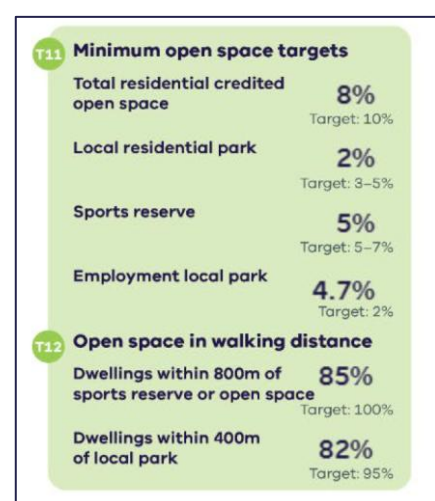 T11 Minimum open space targets
Total residential credited
open space 8%
Target: 10%
Local residential park 2%
Target: 3–5%
Sports reserve 5%
Target: 5–7%
Employment local park 4.7%
Target: 2%
T12 Open space in walking distance
Dwellings within 800m of 85%
sports reserve or open space
Target: 100%
Dwellings within 400m
of local park 82%
Target: 95%